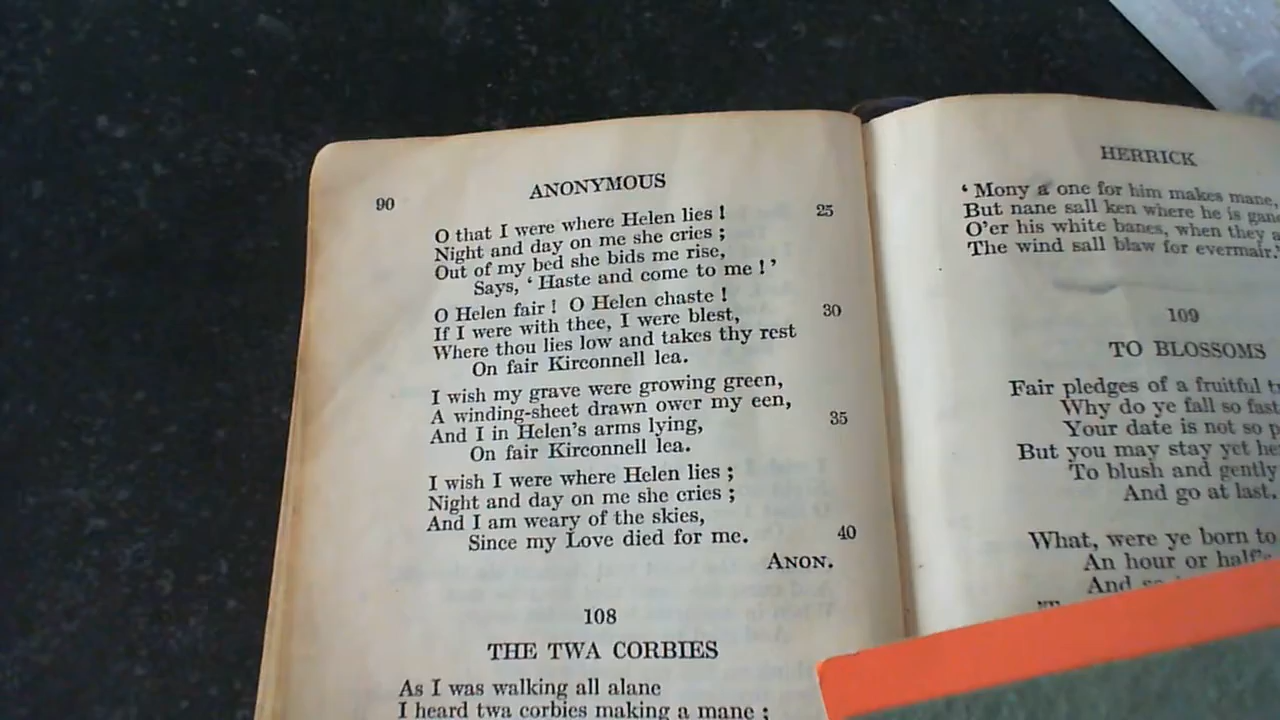 90
ANONYMOUS
O that I were where Helen lies ! 25
Night and day on me she cries ;
Out of my bed she bids me rise,
Says, ‘ Haste and come to me ! ’
O Helen fair ! O Helen chaste !
If I were with thee, I were blest, 30
Where thou lies low and takes thy rest
On fair Kirconnell lea.
I wish my grave were growing green,
A winding-sheet drawn ower my een,
And I in Helen's arms lying, 35
On fair Kirconnell lea.
I wish I were where Helen lies ;
Night and day on me she cries ;
And I am weary of the skies,
Since my Love died for me. 40
ANON.
108
THE TWA CORBIES
As I was walking all alane
I heard twa corbies making a mane ;
HERRICK
‘ Mony a one for him makes mane,
But nane sall ken where he is
O'er his white banes, when they
The wind sall blaw for evermair.’
109
TO BLOSSOMS
Fair pledges of a fruitful
Why do ye fall so fast
Your date is not so
But you may stay yet
To blush and gently
And go at last.
What, were ye born to
An hour or half's
And